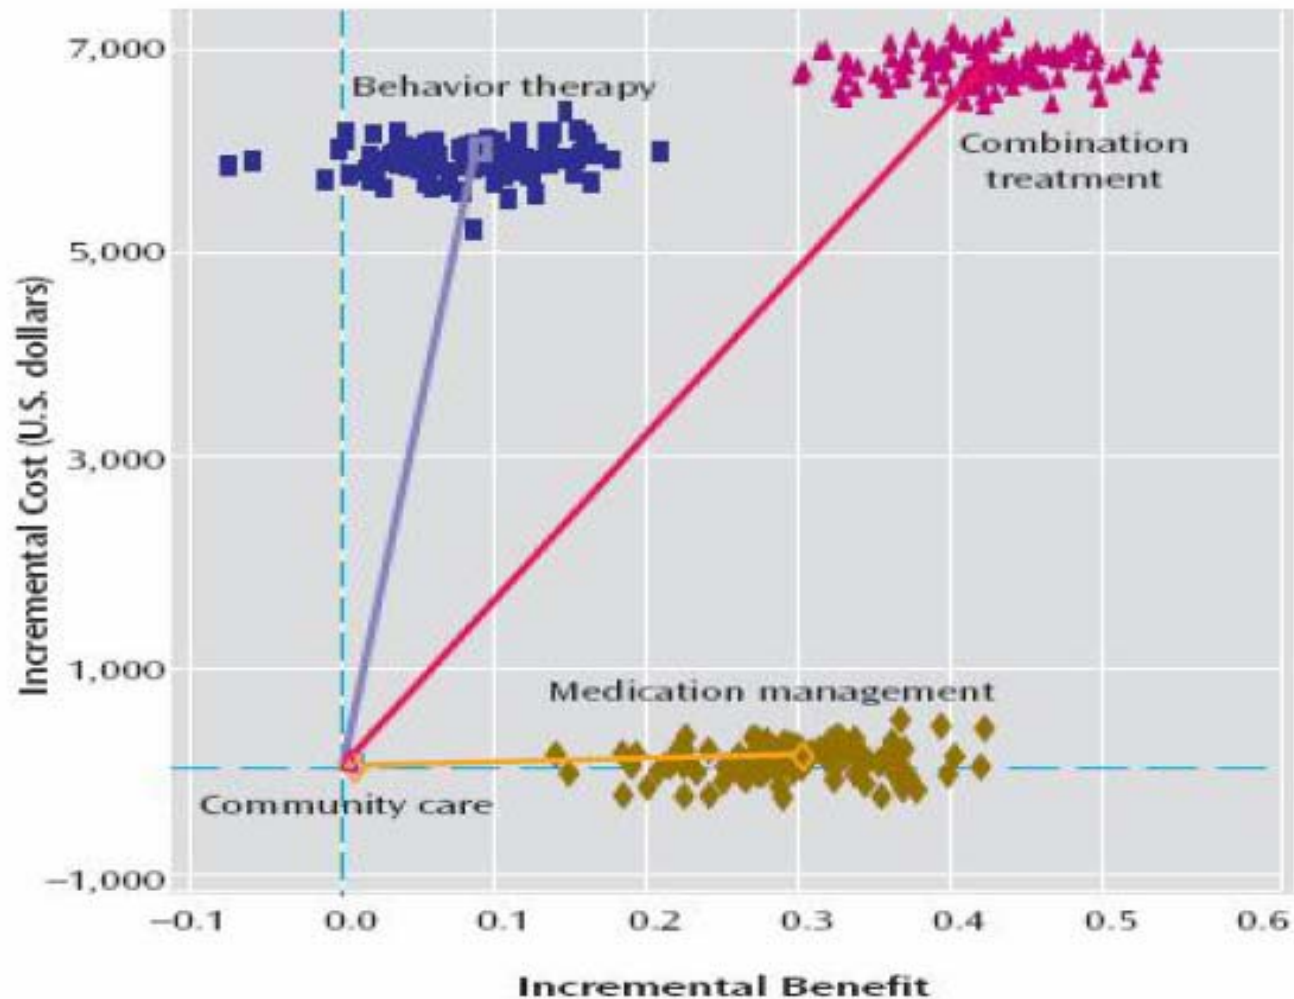 7,000
Behavior therapy
Combination
treatment
5,000
Incremental Cost (U.S. dollars)
3,000
1,000
Medication management
Community care
−1,000
−0.1 0.0 0.1 0.2 0.3 0.4 0.5 0.6
Incremental Benefit